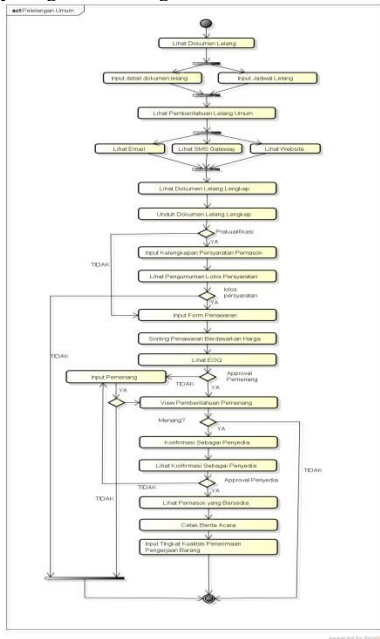 act Pelelangan Umum
Lihat Dokumen Lelang
Input detail dokumen lelang
Input Jadwal Lelang
Lihat Pemberitahuan Lelang Umum
Lihat Email
Lihat SMS Gateway
Lihat Website
Lihat Dokumen Lelang Lengkap
Unduh Dokumen Lelang Lengkap
Prakualifikasi
YA
TIDAK
Input Kelengkapan Persyaratan Pemasok
Lihat Pengumuman Lolos Persyaratan
lolos
persyaratan
YA
TIDAK
Input Form Penawaran
Sorting Penawaran Berdasarkan Harga
Lihat EOQ
Approval
Pemenang
TIDAK
YA
Input Pemenang
YA
View Pemberitahuan Pemenang
Menang?
YA
TIDAK
Konfirmasi Sebagai Penyedia
Lihat Konfirmasi Sebagai Penyedia
Approval Penyedia
YA
TIDAK
TIDAK
Lihat Pemasok yang Bersedia
Cetak Berita Acara
Input Tingkat Kualitas Penerimaan
Pengerjaan Barang